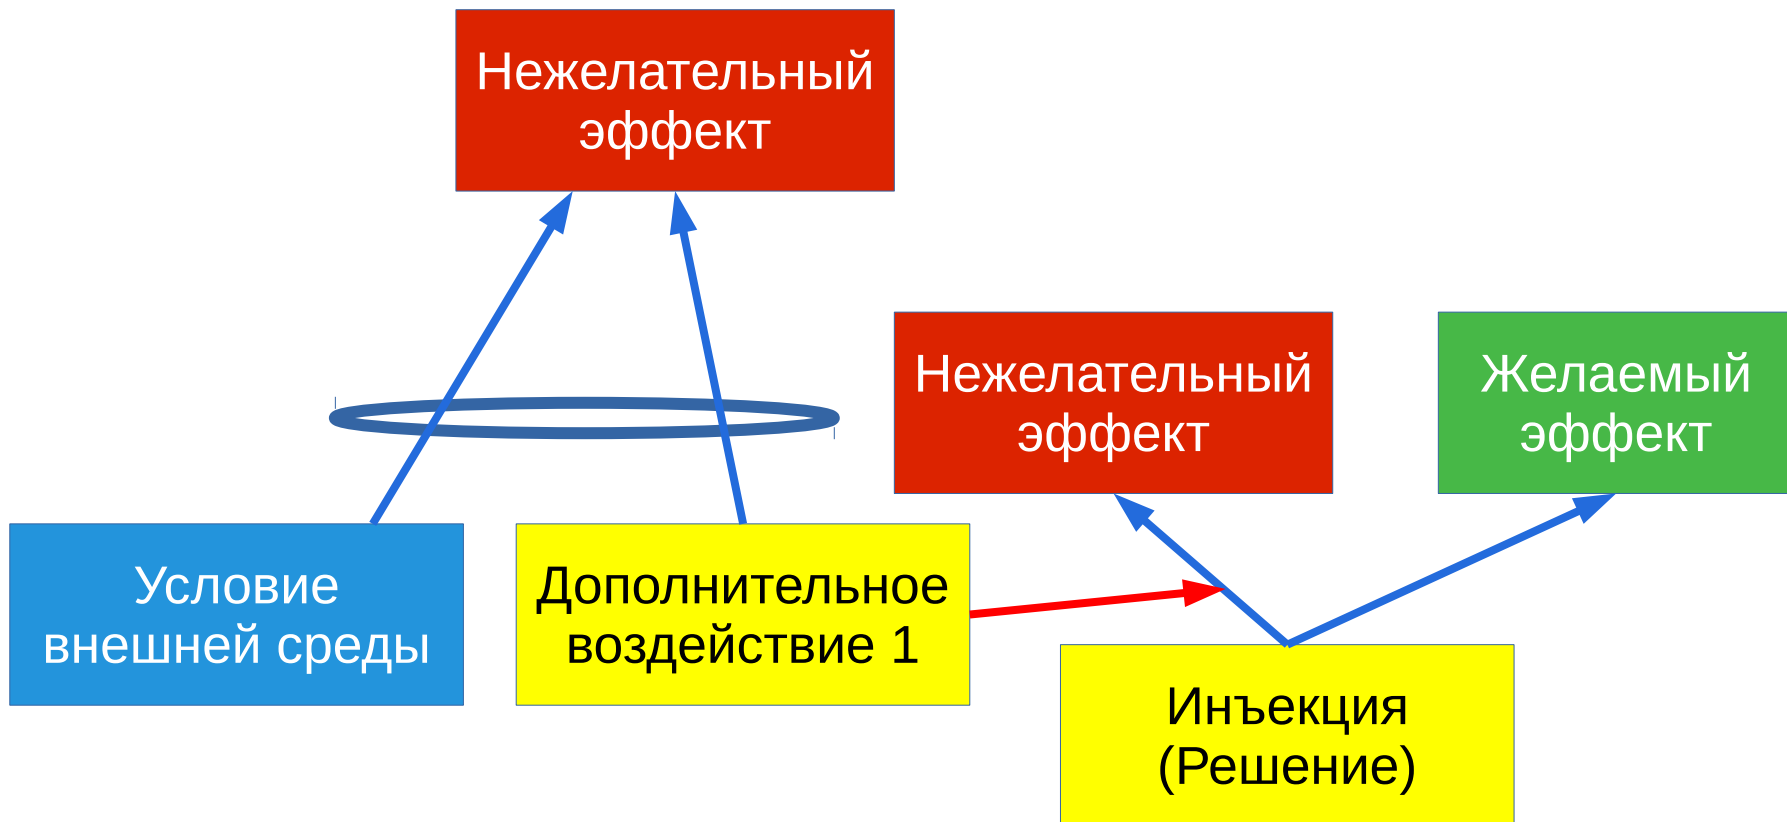 Нежелательный
эффект
Нежелательный
эффект
Желаемый
эффект
Условие
внешней среды
Дополнительное
воздействие 1
Инъекция
(Решение)